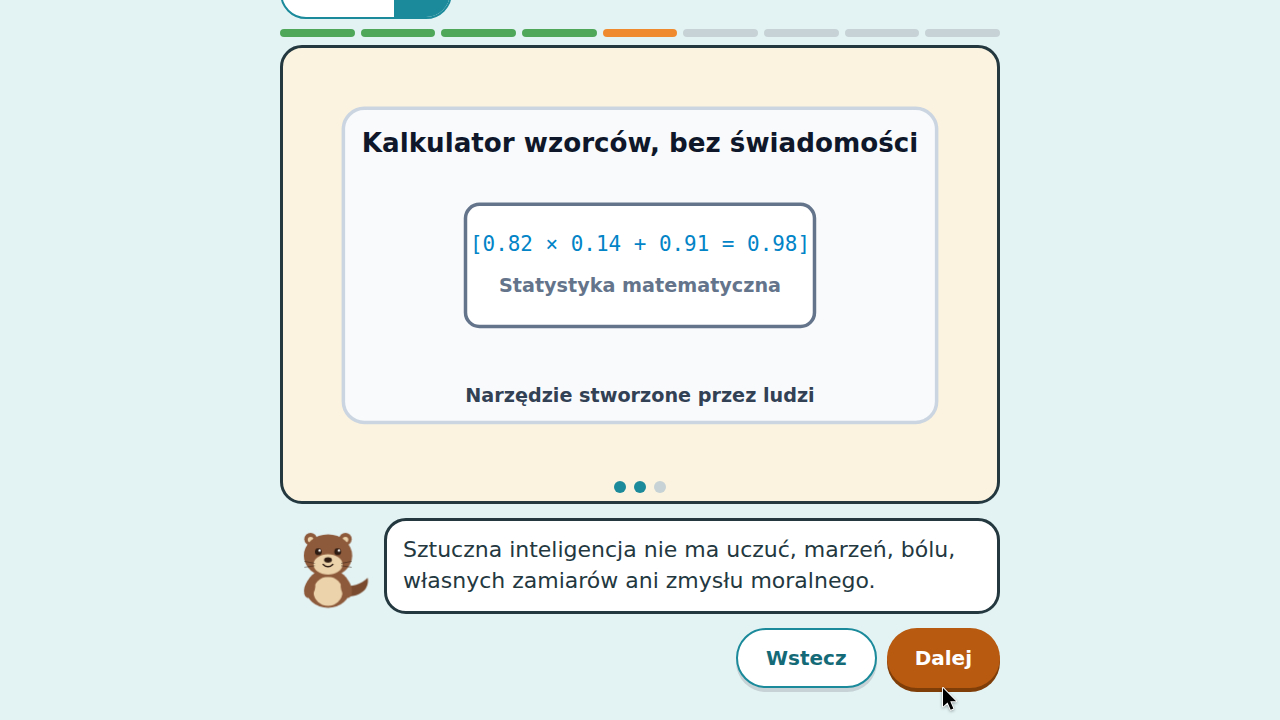 Kalkulator wzorców, bez świadomości
[0.82 × 0.14 + 0.91 = 0.98]
Statystyka matematyczna
Narzędzie stworzone przez ludzi
Sztuczna inteligencja nie ma uczuć, marzeń, bólu,
własnych zamiarów ani zmysłu moralnego.
Wstecz
Dalej